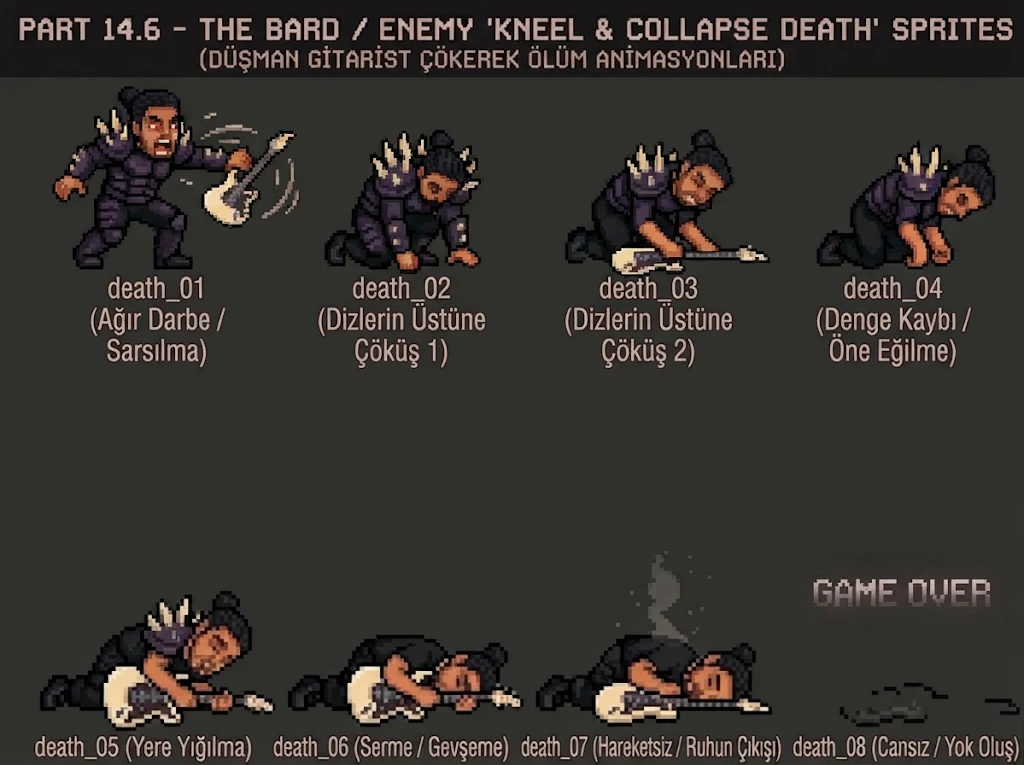 PART 14.6 - THE BARD / ENEMY 'KNEEL & COLLAPSE DEATH' SPRITES
(DÜŞMAN GİTARİST ÇÖKEREK ÖLÜM ANİMASYONLARI)
death_01
(Ağır Darbe /
Sarsılma)
death_02
(Dizlerin Üstüne
Çöküş 1)
death_03
(Dizlerin Üstüne
Çöküş 2)
death_04
(Denge Kaybı /
Öne Eğilme)
GAME OVER
death_05 (Yere Yığılma)
death_06 (Serme / Gevşeme)
death_07 (Hareketsiz / Ruhun Çıkışı)
death_08 (Cansız / Yok Oluş)